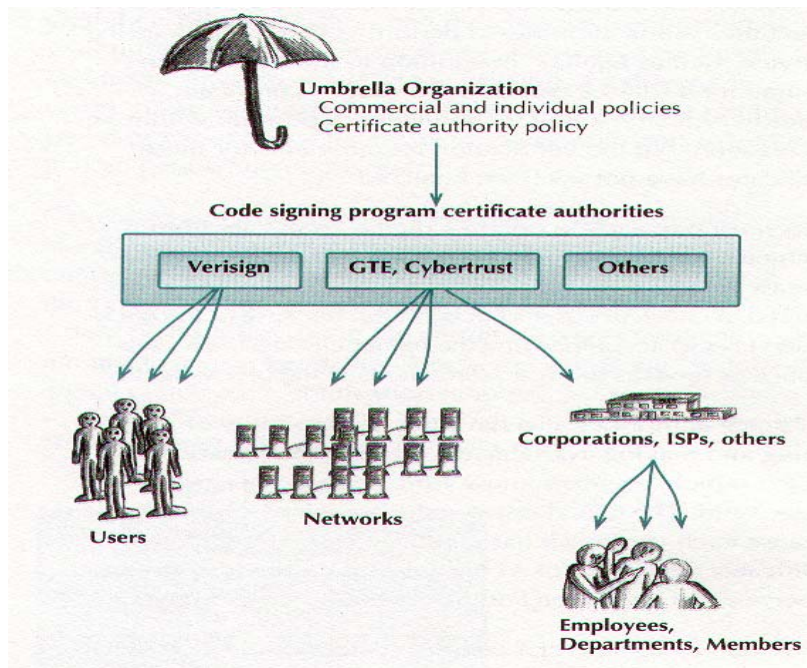 Umbrella Organization
Commercial and individual policies
Certificate authority policy
Code signing program certificate authorities
Verisign
GTE, Cybertrust
Others
Corporations, ISPs, others
Networks
Users
Employees,
Departments, Members